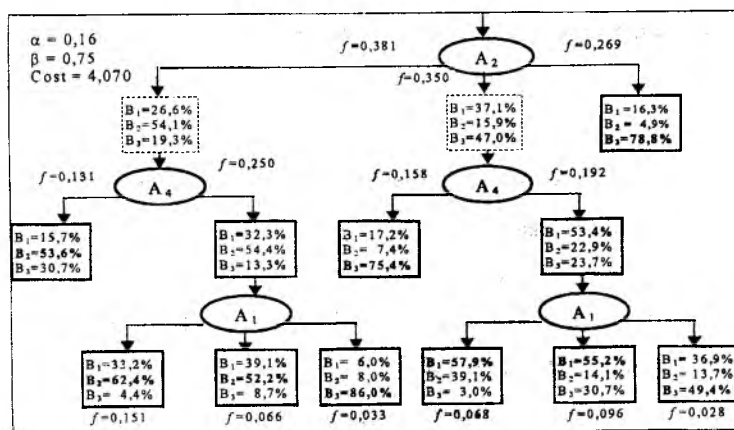 α = 0,16
β = 0,75
Cost = 4,070
f=0,381
A2
f=0,269
f=0,350
B1=26,6%
B2=54,1%
B3=19,3%
B1=37,1%
B2=15,9%
B3=47,0%
B1=16,3%
B2= 4,9%
B3=78,8%
f=0,131
A4
f=0,250
f=0,158
A4
f=0,192
B1=15,7%
B2=53,6%
B3=30,7%
B1=32,3%
B2=54,4%
B3=13,3%
B1=17,2%
B2= 7,4%
B3=75,4%
B1=53,4%
B2=22,9%
B3=23,7%
A1
A1
B1=33,2%
B2=62,4%
B3= 4,4%
B1=39,1%
B2=52,2%
B3= 8,7%
B1= 6,0%
B2= 8,0%
B3=86,0%
B1=57,9%
B2=39,1%
B3= 3,0%
B1=55,2%
B2=14,1%
B3=30,7%
B1= 36,9%
B2= 13,7%
B3=49,4%
f=0,151
f=0,066
f=0,033
f=0,068
f=0,096
f=0,028